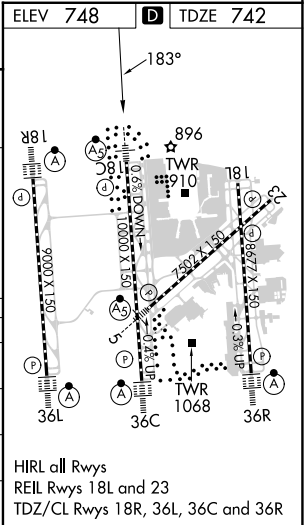 ELEV 748 D TDZE 742
183°
18R
A
A5
18C
896
TWR
910
18L
23
P
P
P
P
0.6% DOWN
9000 X 150
10000 X 150
7502 X 150
8677 X 150
A5
5
0.4% UP
0.3% UP
P
P
P
A
A
A
TWR
1068
36L
36C
36R
HIRL all Rwys
REIL Rwys 18L and 23
TDZ/CL Rwys 18R, 36L, 36C and 36R